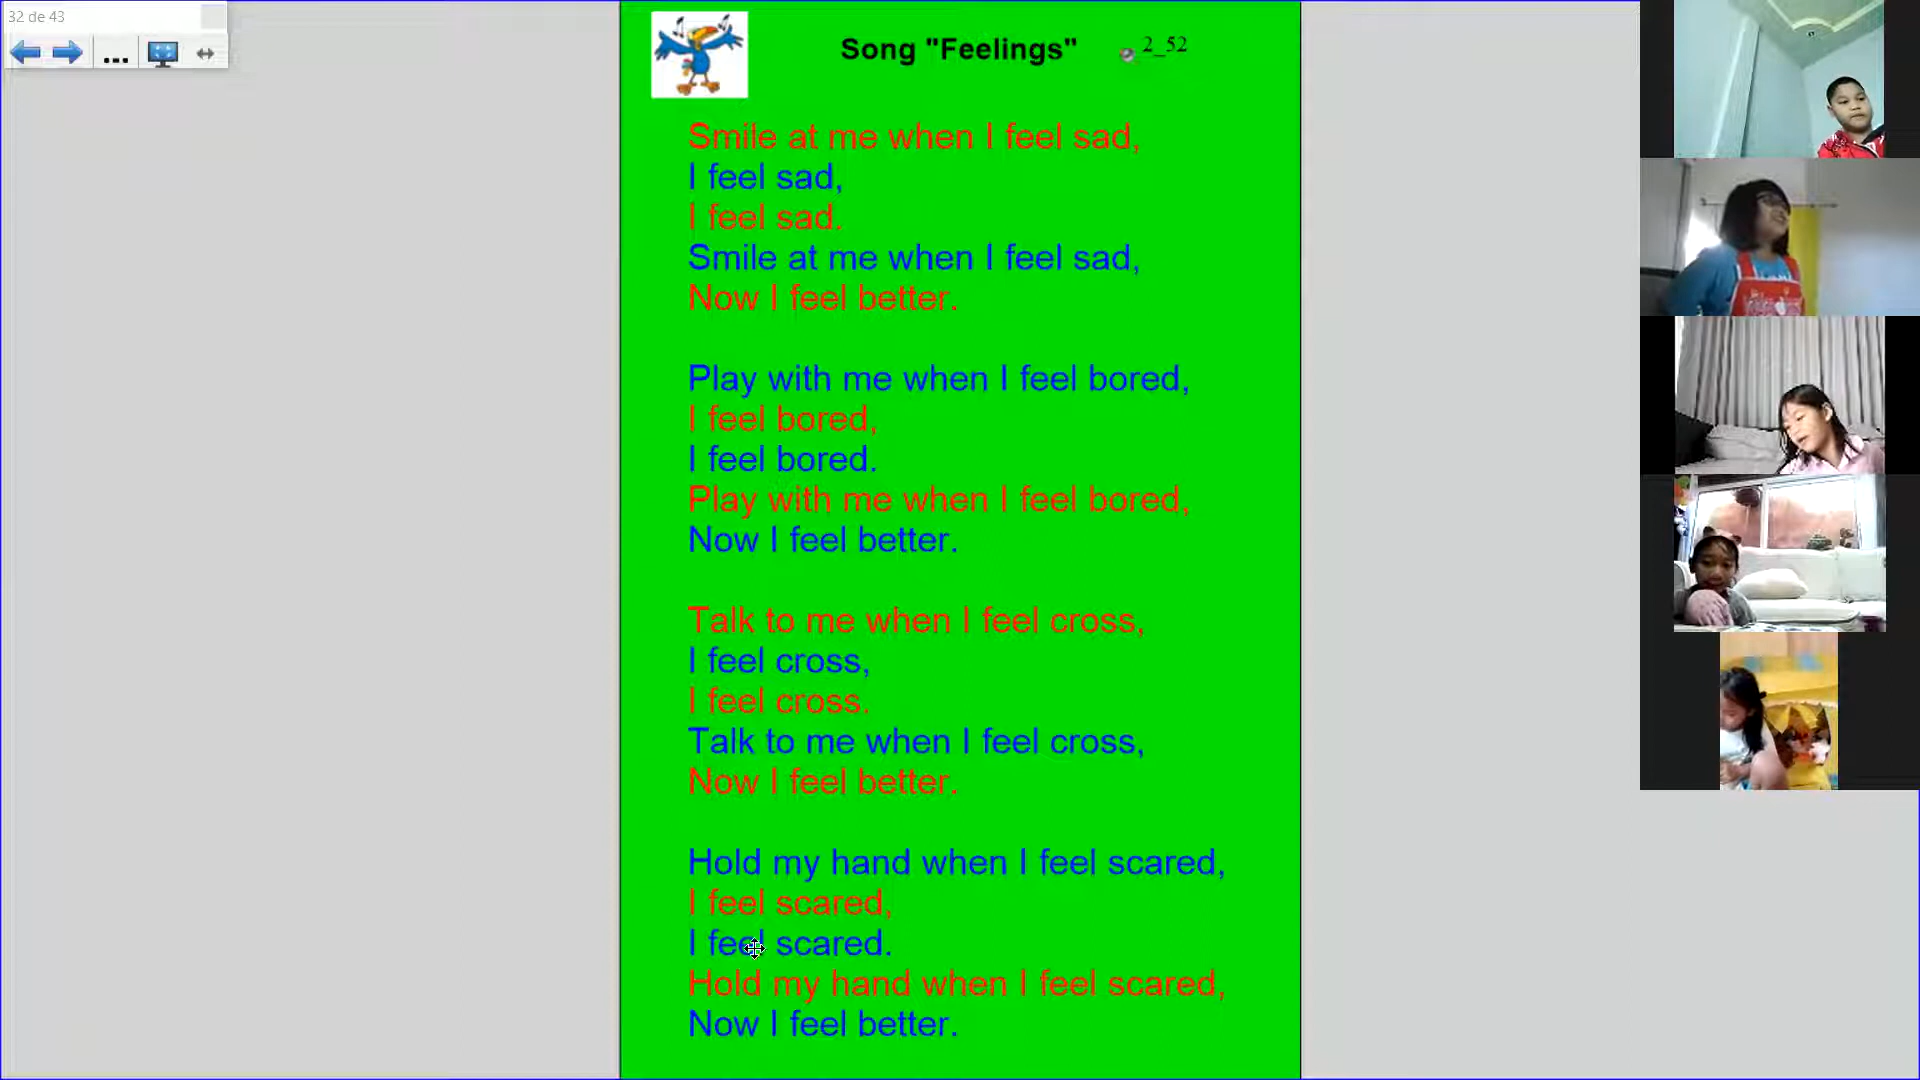 32 de 43
...
Song "Feelings"
2_52
Smile at me when I feel sad,
I feel sad,
I feel sad.
Smile at me when I feel sad,
Now I feel better.
Play with me when I feel bored,
I feel bored,
I feel bored.
Play with me when I feel bored,
Now I feel better.
Talk to me when I feel cross,
I feel cross,
I feel cross.
Talk to me when I feel cross,
Now I feel better.
Hold my hand when I feel scared,
I feel scared,
I feel scared.
Hold my hand when I feel scared,
Now I feel better.